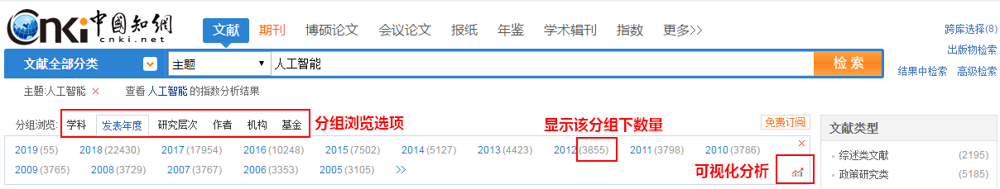 Cnki中国知网
cnki.net
文献 期刊 博硕论文 会议论文 报纸 年鉴 学术辑刊 指数 更多>>
跨库选择(8)
出版物检索
文献全部分类 主题 人工智能 检索
结果中检索 高级检索
主题:人工智能 × 查看 人工智能 的指数分析结果
分组浏览: 学科 发表年度 研究层次 作者 机构 基金 分组浏览选项
显示该分组下数量
免费订阅
文献类型
2019 (55) 2018 (22430) 2017 (17954) 2016 (10248) 2015 (7502) 2014 (5127) 2013 (4423) 2012 (3855) 2011 (3798) 2010 (3786) ×
综述类文献 (2195)
2009 (3765) 2008 (3729) 2007 (3767) 2006 (3353) 2005 (3105) >>
可视化分析
政策研究类 (5185)